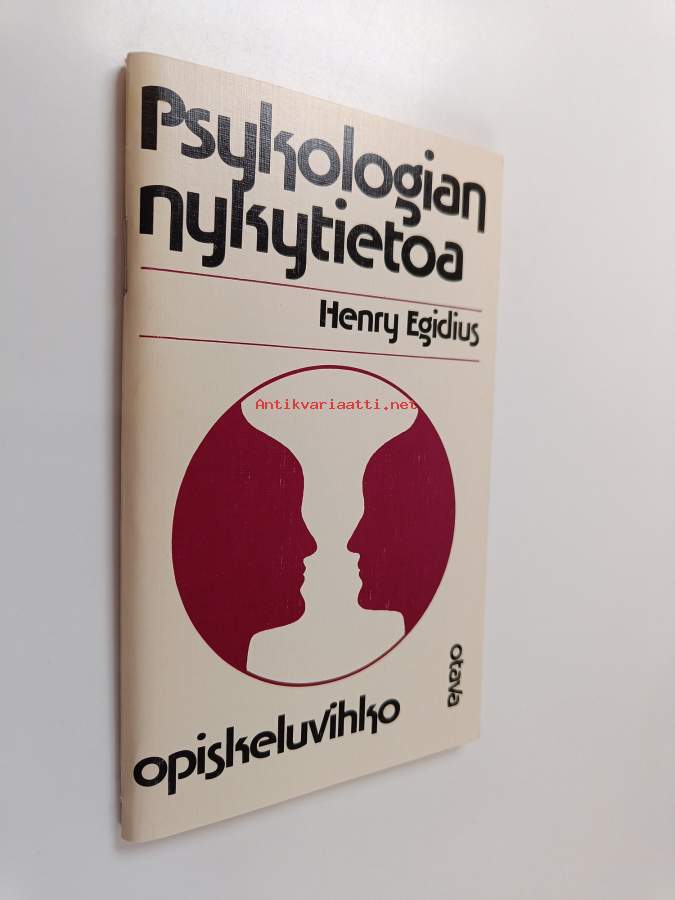 Psykologian
nykytietoa
Henry Egidius
Antikvariaatti.net
otava
opiskeluvihko